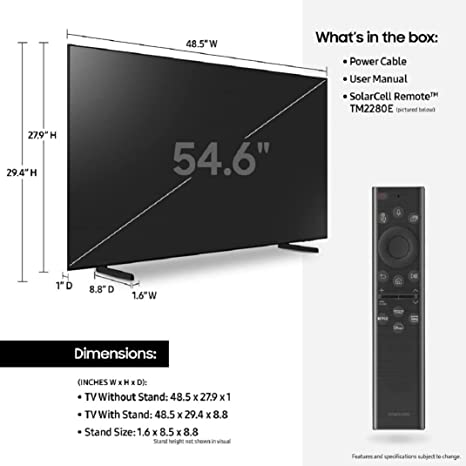 48.5” W
What's in the box:
• Power Cable
• User Manual
• SolarCell Remote™
TM2280E (pictured below)
27.9” H
29.4” H
54.6"
1” D
8.8” D
1.6” W
Dimensions:
(INCHES W x H x D):
• TV Without Stand: 48.5 x 27.9 x 1
• TV With Stand: 48.5 x 29.4 x 8.8
• Stand Size: 1.6 x 8.5 x 8.8
Stand height not shown in visual
NETFLIX
SAMSUNG
Features and specifications subject to change.